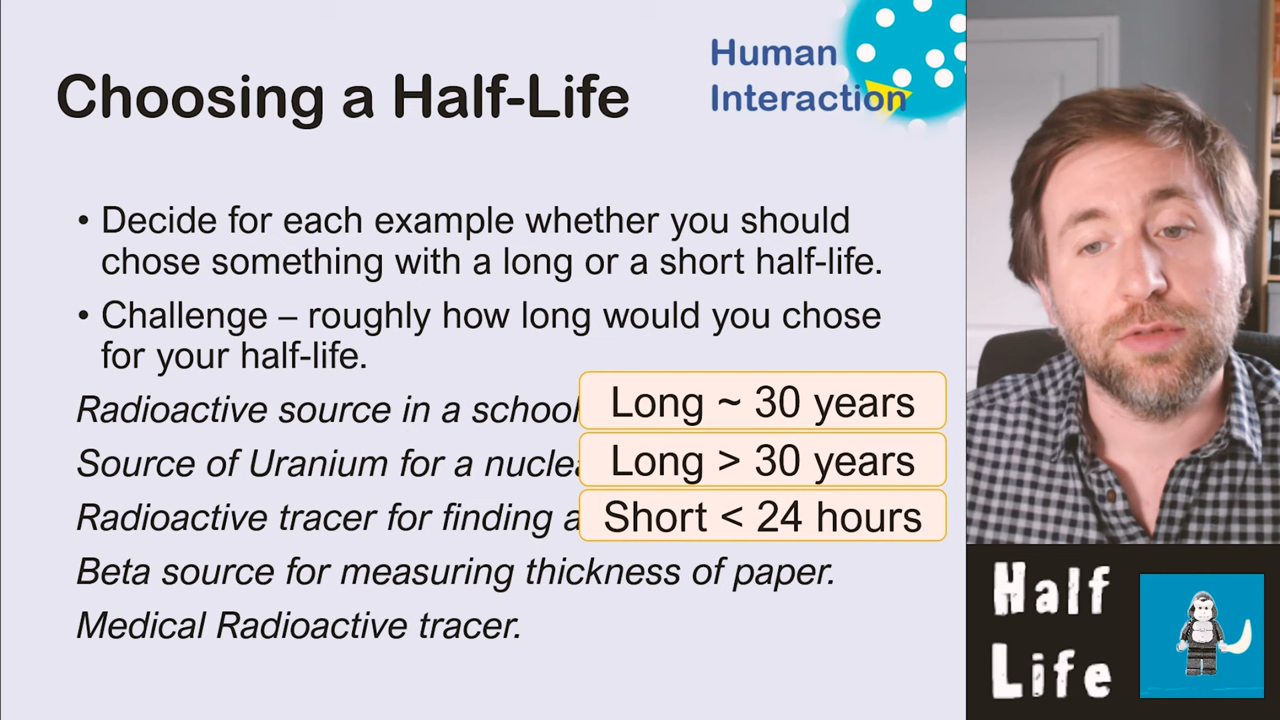 Choosing a Half-Life
Human
Interaction
• Decide for each example whether you should
chose something with a long or a short half-life.
• Challenge – roughly how long would you chose
for your half-life.
Radioactive source in a school
Long ~ 30 years
Source of Uranium for a
Long > 30 years
Radioactive tracer for finding a
Short < 24 hours
Beta source for measuring thickness of paper.
Medical Radioactive tracer.
Half
Life